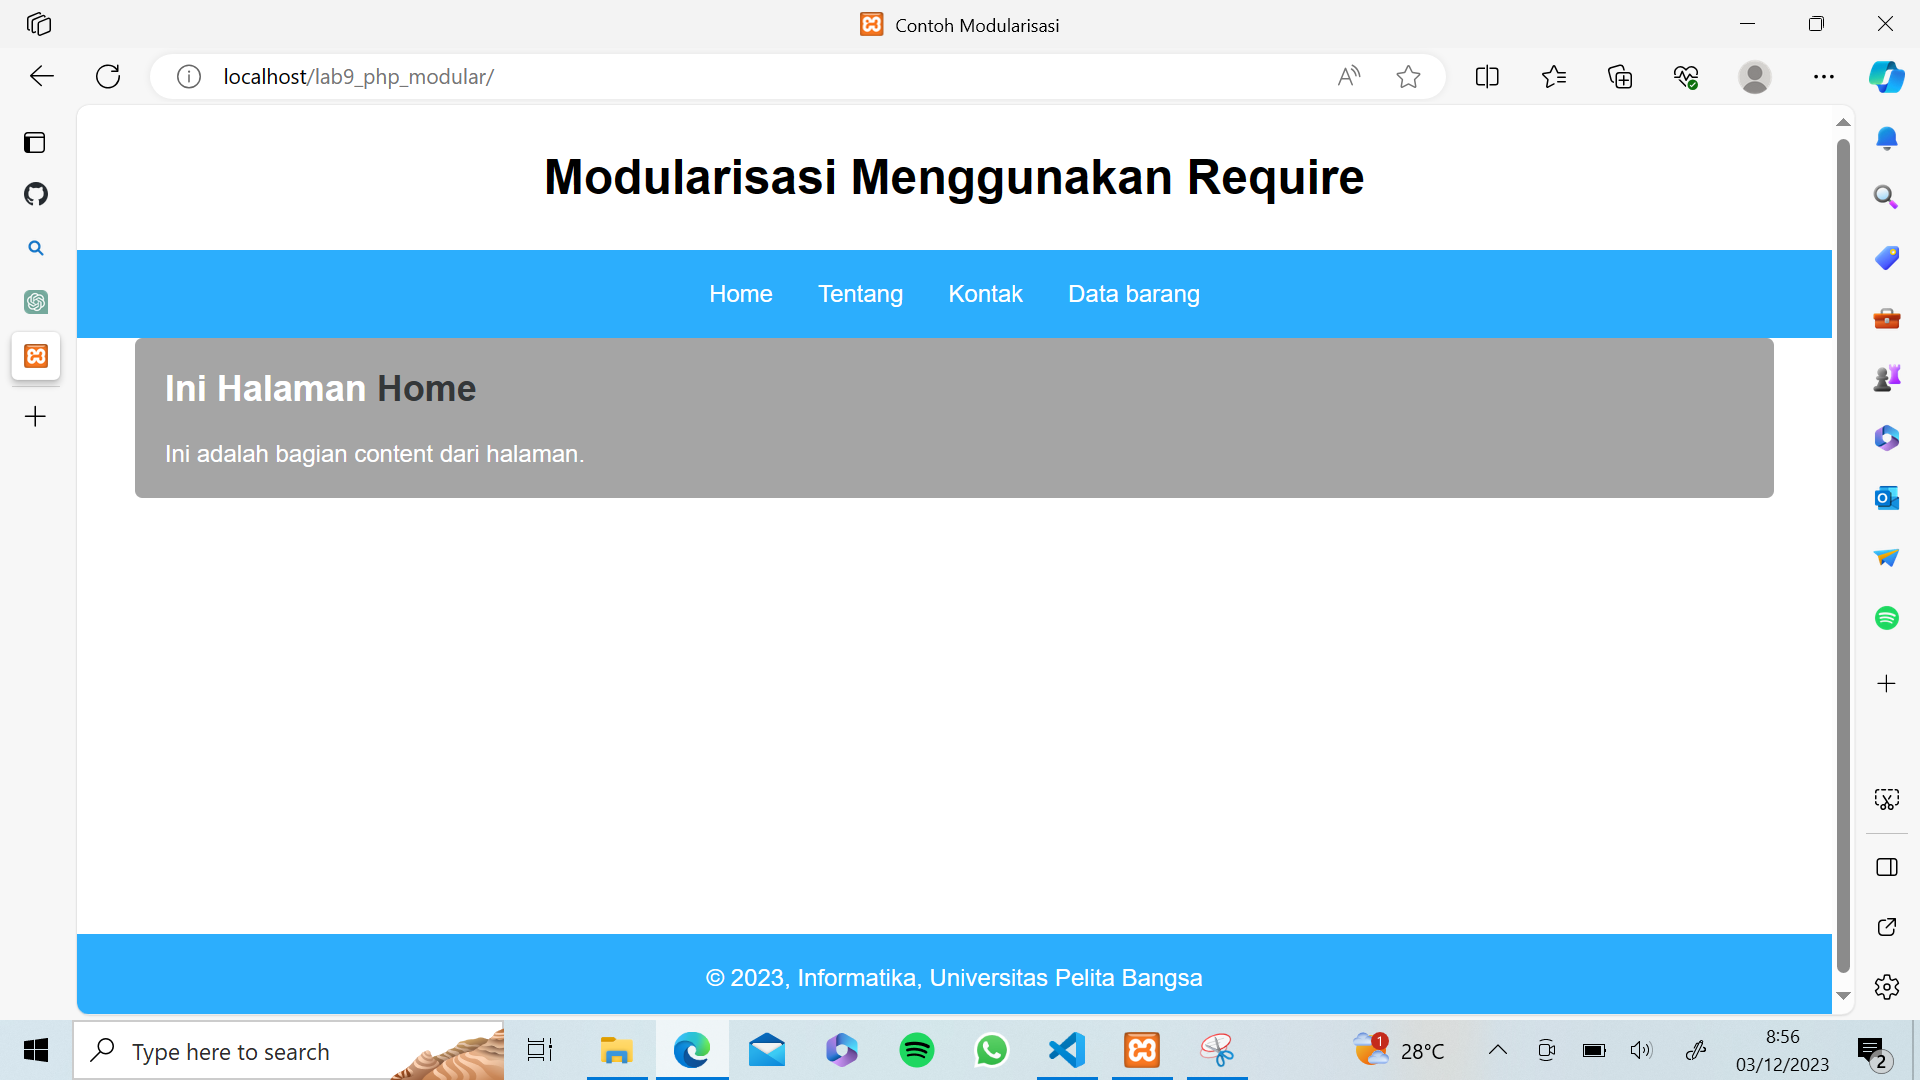 Contoh Modularisasi
localhost/lab9_php_modular/
Modularisasi Menggunakan Require
Home Tentang Kontak Data barang
Ini Halaman Home
Ini adalah bagian content dari halaman.
© 2023, Informatika, Universitas Pelita Bangsa
Type here to search
1
28°C
8:56
03/12/2023
2